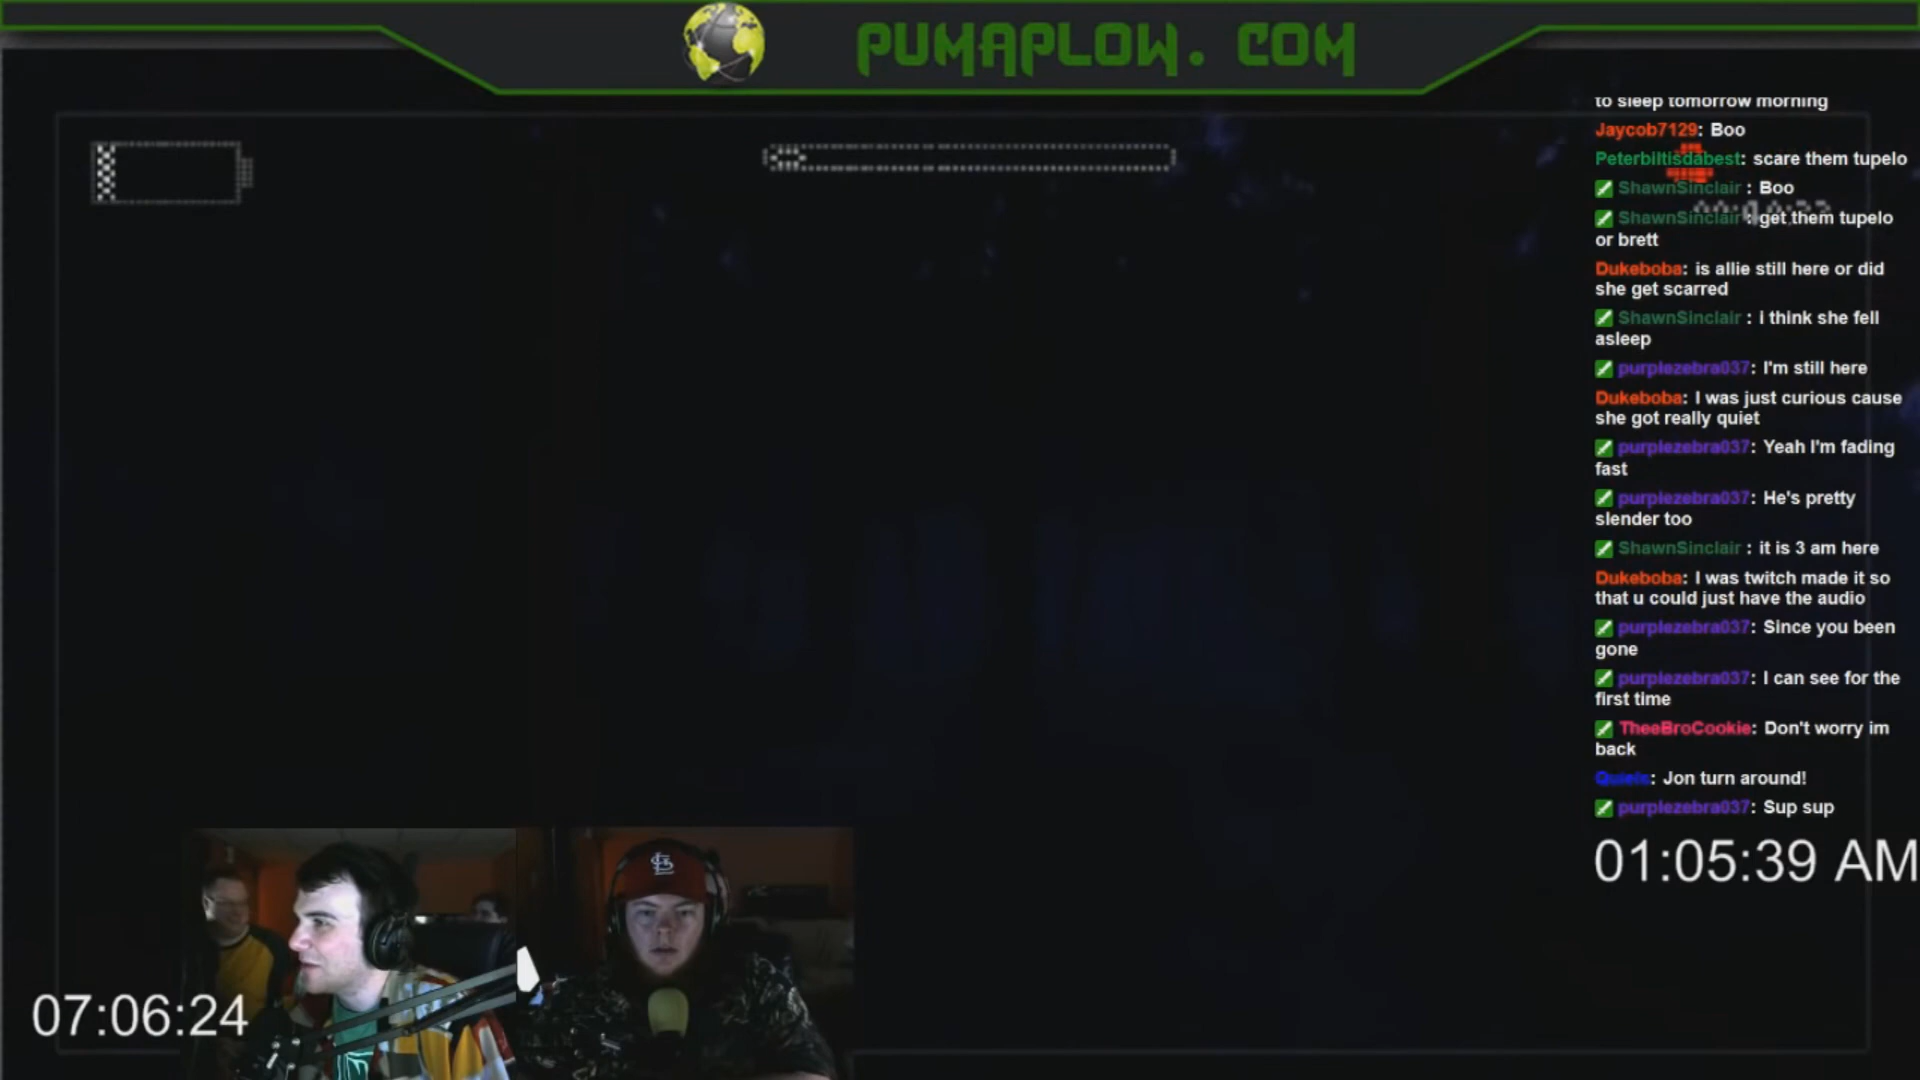 PUMAPLOW. COM
to sleep tomorrow morning
Jaycob7129: Boo
Peterbiltisdabest: scare them tupelo
ShawnSinclair : Boo
ShawnSinclair : get them tupelo
or brett
Dukeboba: is allie still here or did
she get scarred
ShawnSinclair : i think she fell
asleep
purplezebra037: I'm still here
Dukeboba: I was just curious cause
she got really quiet
purplezebra037: Yeah I'm fading
fast
purplezebra037: He's pretty
slender too
ShawnSinclair : it is 3 am here
Dukeboba: I was twitch made it so
that u could just have the audio
purplezebra037: Since you been
gone
purplezebra037: I can see for the
first time
TheeBroCookie: Don't worry im
back
: Jon turn around!
purplezebra037: Sup sup
01:05:39 AM
07:06:24